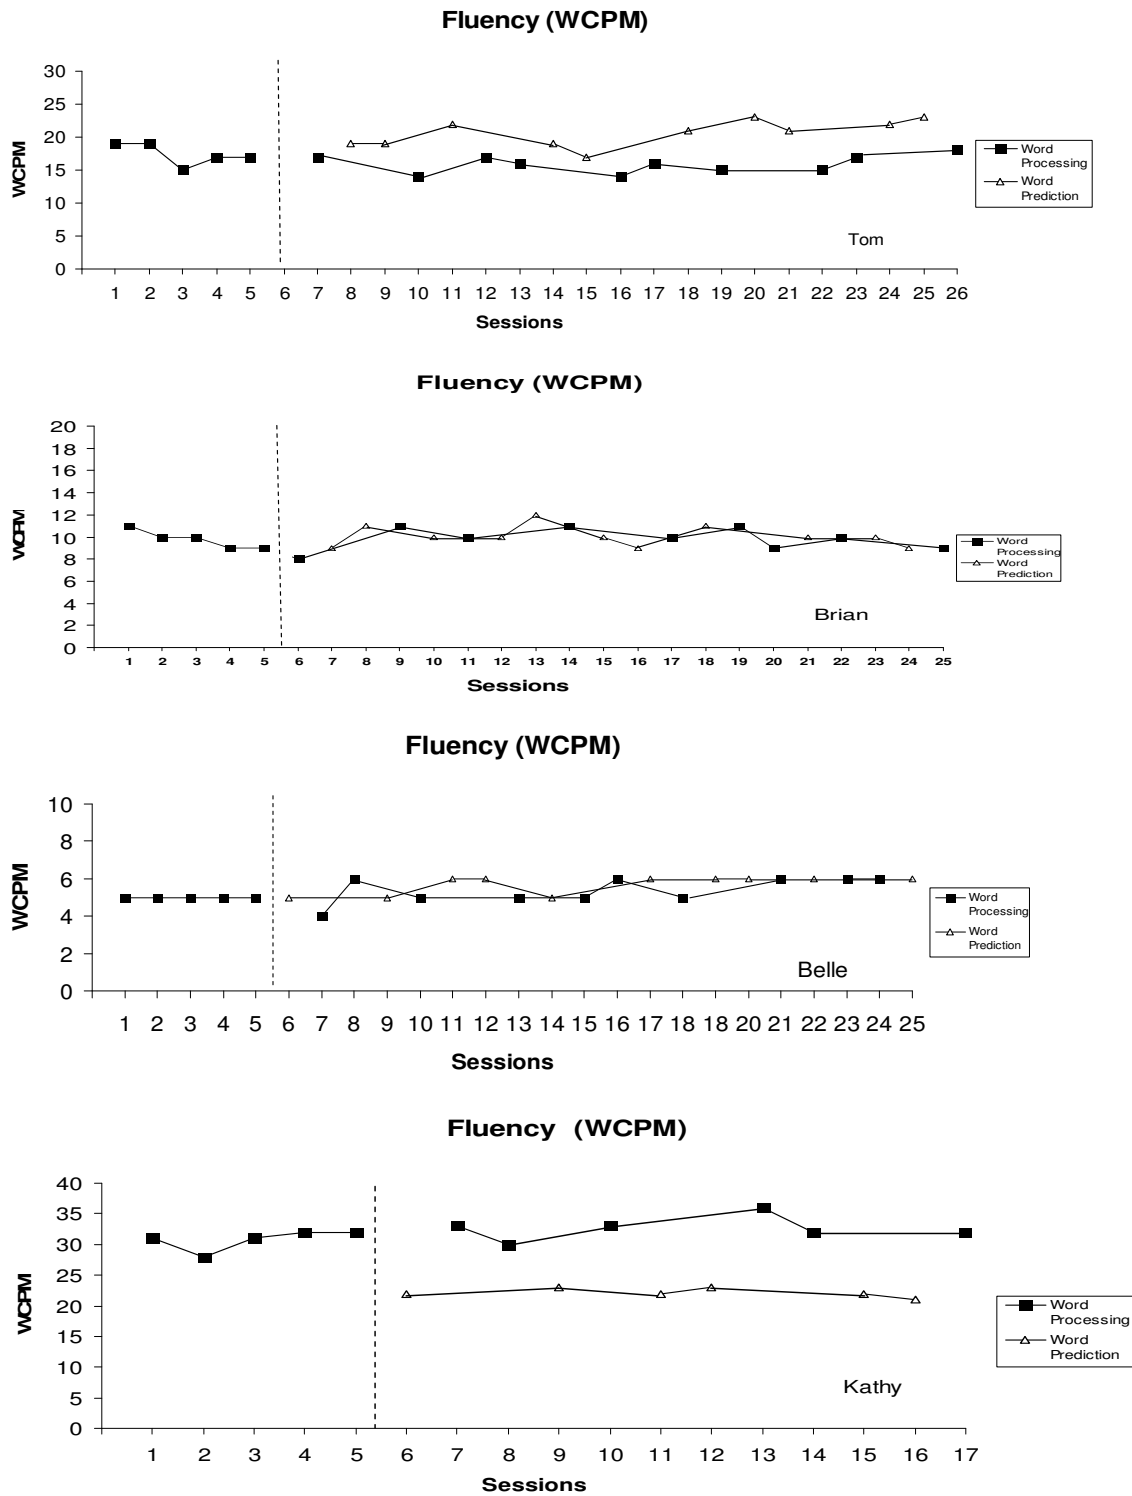 Fluency (WCPM)
30
25
20
15
10
5
0
WCPM
1 2 3 4 5 6 7 8 9 10 11 12 13 14 15 16 17 18 19 20 21 22 23 24 25 26
Sessions
Tom
Word
Processing
Word
Prediction
Fluency (WCPM)
20
18
16
14
12
10
8
6
4
2
0
WCPM
1 2 3 4 5 6 7 8 9 10 11 12 13 14 15 16 17 18 19 20 21 22 23 24 25
Sessions
Brian
Word
Processing
Word
Prediction
Fluency (WCPM)
10
8
6
4
2
0
WCPM
1 2 3 4 5 6 7 8 9 10 11 12 13 14 15 16 17 18 19 20 21 22 23 24 25
Sessions
Belle
Word
Processing
Word
Prediction
Fluency (WCPM)
40
35
30
25
20
15
10
5
0
WCPM
1 2 3 4 5 6 7 8 9 10 11 12 13 14 15 16 17
Sessions
Kathy
Word
Processing
Word
Prediction